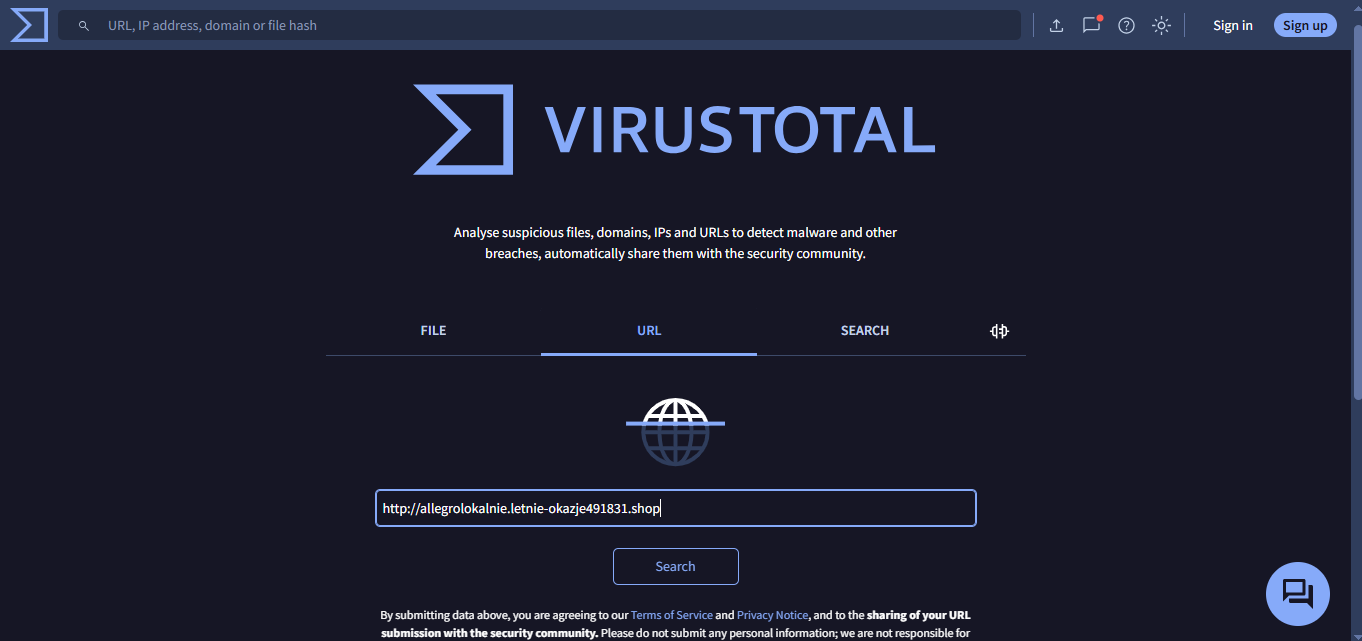 URL, IP address, domain or file hash
Sign in
Sign up
VIRUSTOTAL
Analyse suspicious files, domains, IPs and URLs to detect malware and other
breaches, automatically share them with the security community.
FILE
URL
SEARCH
http://allegrolokalnie.letnie-okazje491831.shop
Search
By submitting data above, you are agreeing to our Terms of Service and Privacy Notice, and to the sharing of your URL
submission with the security community. Please do not submit any personal information; we are not responsible for